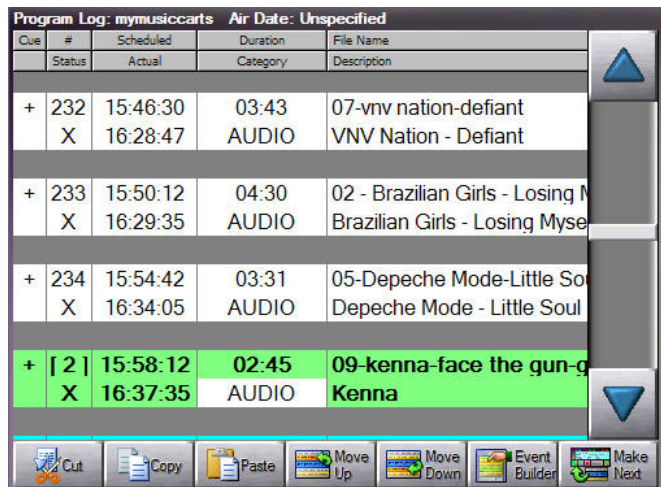 Program Log: mymusiccarts Air Date: Unspecified
Cue # Scheduled Duration File Name
Status Actual Category Description
+ 232 15:46:30 03:43 07-vnv nation-defiant
X 16:28:47 AUDIO VNV Nation - Defiant
+ 233 15:50:12 04:30 02 - Brazilian Girls - Losing
X 16:29:35 AUDIO Brazilian Girls - Losing Myse
+ 234 15:54:42 03:31 05-Depeche Mode-Little Sou
X 16:34:05 AUDIO Depeche Mode - Little Soul
+ [ 2 ] 15:58:12 02:45 09-kenna-face the gun-q
X 16:37:35 AUDIO Kenna
Cut Copy Paste Move Up Move Down Event Builder Make Next